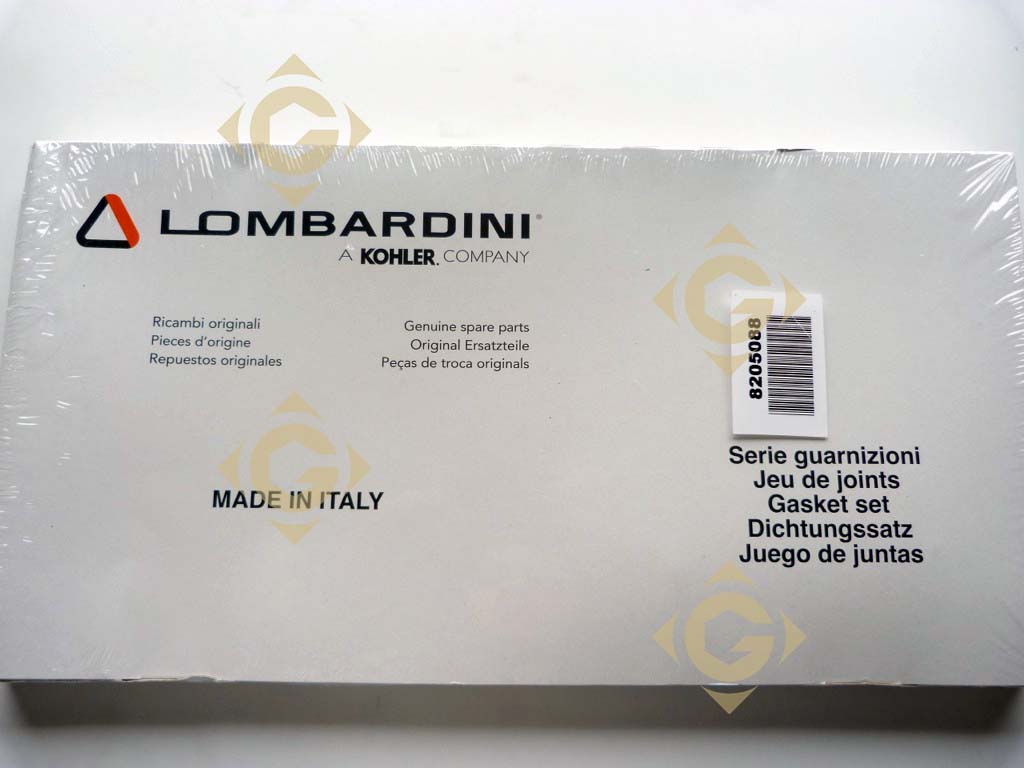 LOMBARDINI®
A KOHLER. COMPANY
Ricambi originali
Pieces d'origine
Repuestos originales
Genuine spare parts
Original Ersatzteile
Peças de troca originals
8205088
MADE IN ITALY
Serie guarnizioni
Jeu de joints
Gasket set
Dichtungssatz
Juego de juntas
G
G
G
G